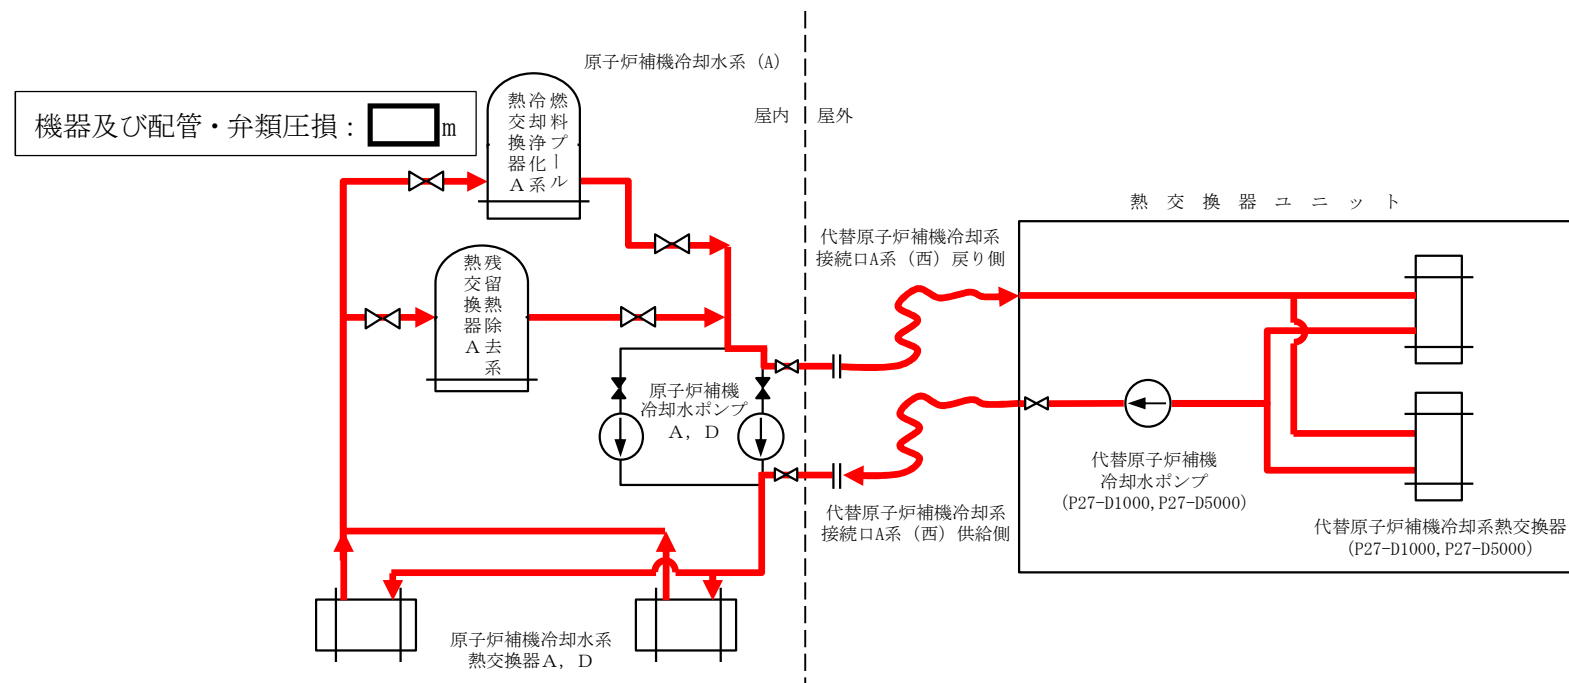 原子炉補機冷却水系(A)
機器及び配管・弁類圧損: m
燃料プール
冷却浄化系
熱交換器A
屋内
屋外
熱交換器ユニット
代替原子炉補機冷却系
接続口A系(西)戻り側
残留熱除去系
熱交換器A
原子炉補機
冷却水ポンプ
A,D
代替原子炉補機
冷却水ポンプ
(P27-D1000,P27-D5000)
代替原子炉補機冷却系
接続口A系(西)供給側
代替原子炉補機冷却系熱交換器
(P27-D1000,P27-D5000)
原子炉補機冷却水系
熱交換器A,D